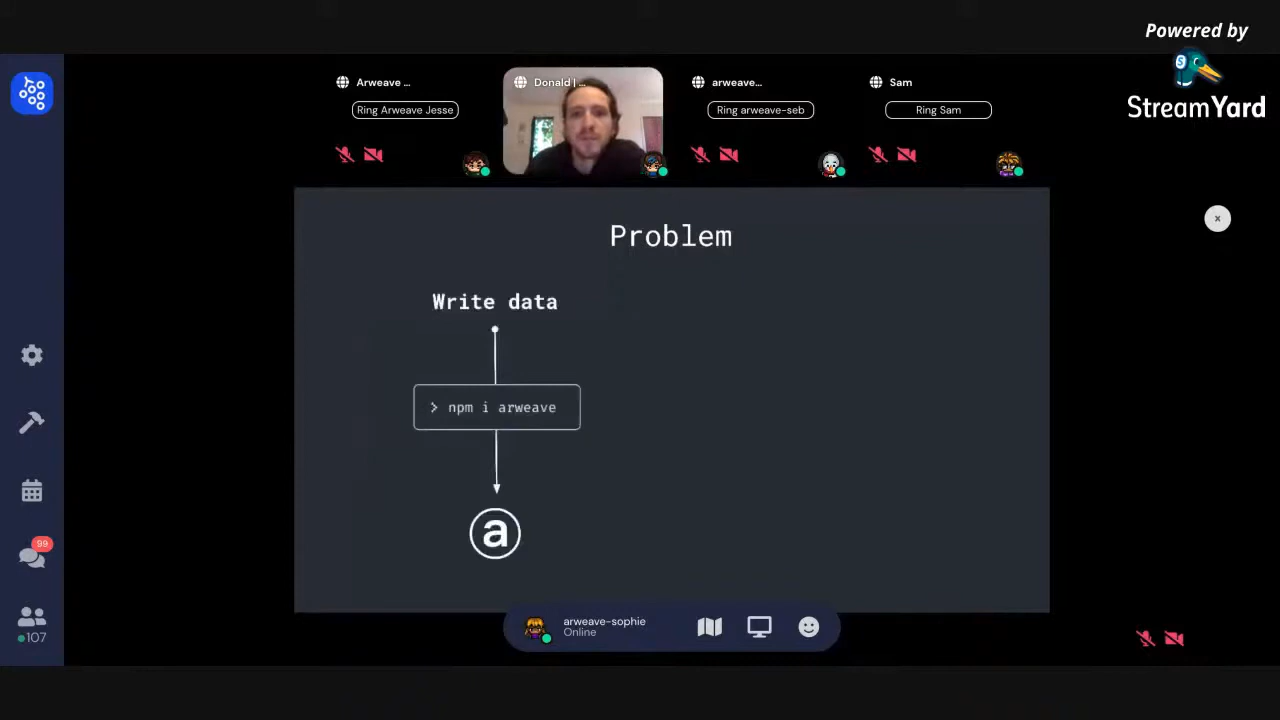 Powered by
StreamYard
Arweave ...
Donald | ...
arweave...
Sam
Ring Arweave Jesse
Ring arweave-seb
Ring Sam
Problem
Write data
> npm i arweave
a
99
107
arweave-sophie
Online